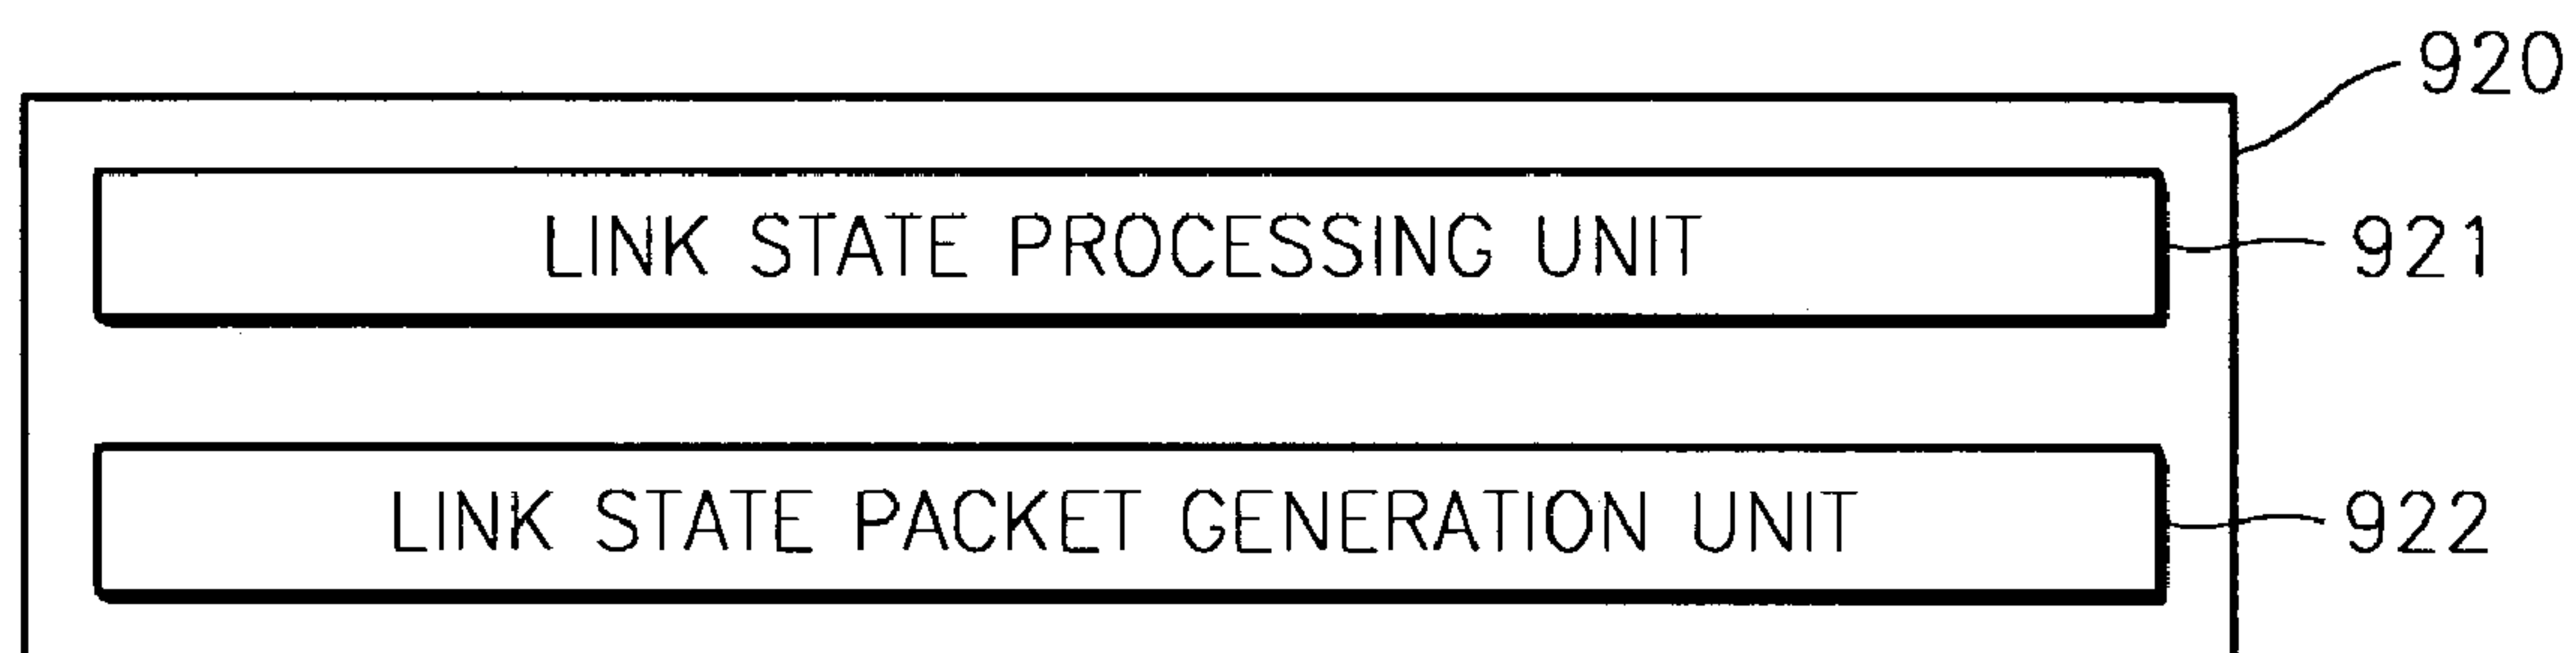 920
LINK STATE PROCESSING UNIT 921
LINK STATE PACKET GENERATION UNIT 922